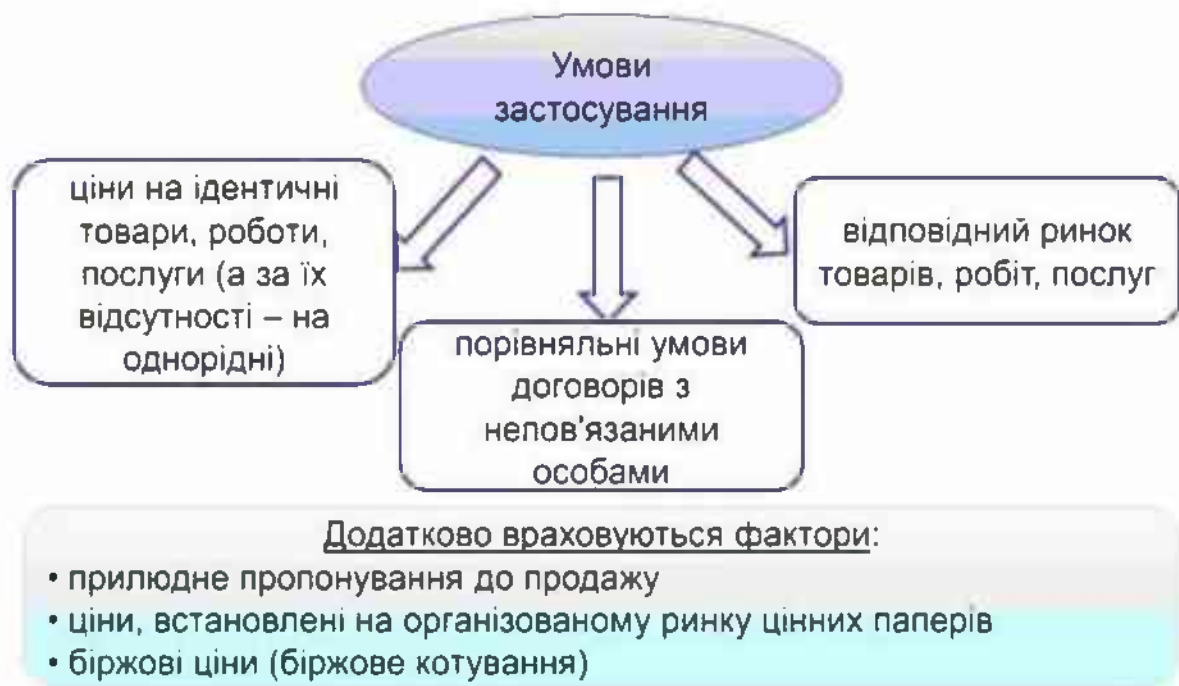 Умови
застосування
ціни на ідентичні
товари, роботи,
послуги (а за їх
відсутності – на
однорідні)
порівняльні умови
договорів з
непов'язаними
особами
відповідний ринок
товарів, робіт, послуг
Додатково враховуються фактори:
• прилюдне пропонування до продажу
• ціни, встановлені на організованому ринку цінних паперів
• біржові ціни (біржове котування)